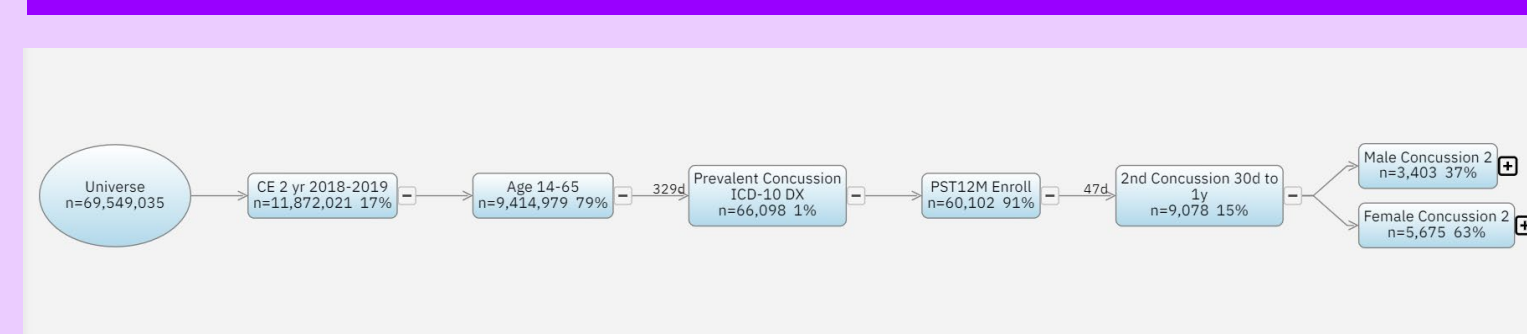 Universe
n=69,549,035
CE 2 yr 2018-2019
n=11,872,021 17%
Age 14-65
n=9,414,979 79%
329d
Prevalent Concussion
ICD-10 DX
n=66,098 1%
PST12M Enroll
n=60,102 91%
47d
2nd Concussion 30d to
1y
n=9,078 15%
Male Concussion 2
n=3,403 37%
Female Concussion 2
n=5,675 63%